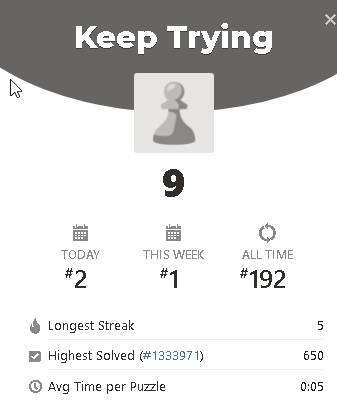 Keep Trying
9
TODAY THIS WEEK ALL TIME
#2 #1 #192
Longest Streak 5
Highest Solved (#1333971) 650
Avg Time per Puzzle 0:05